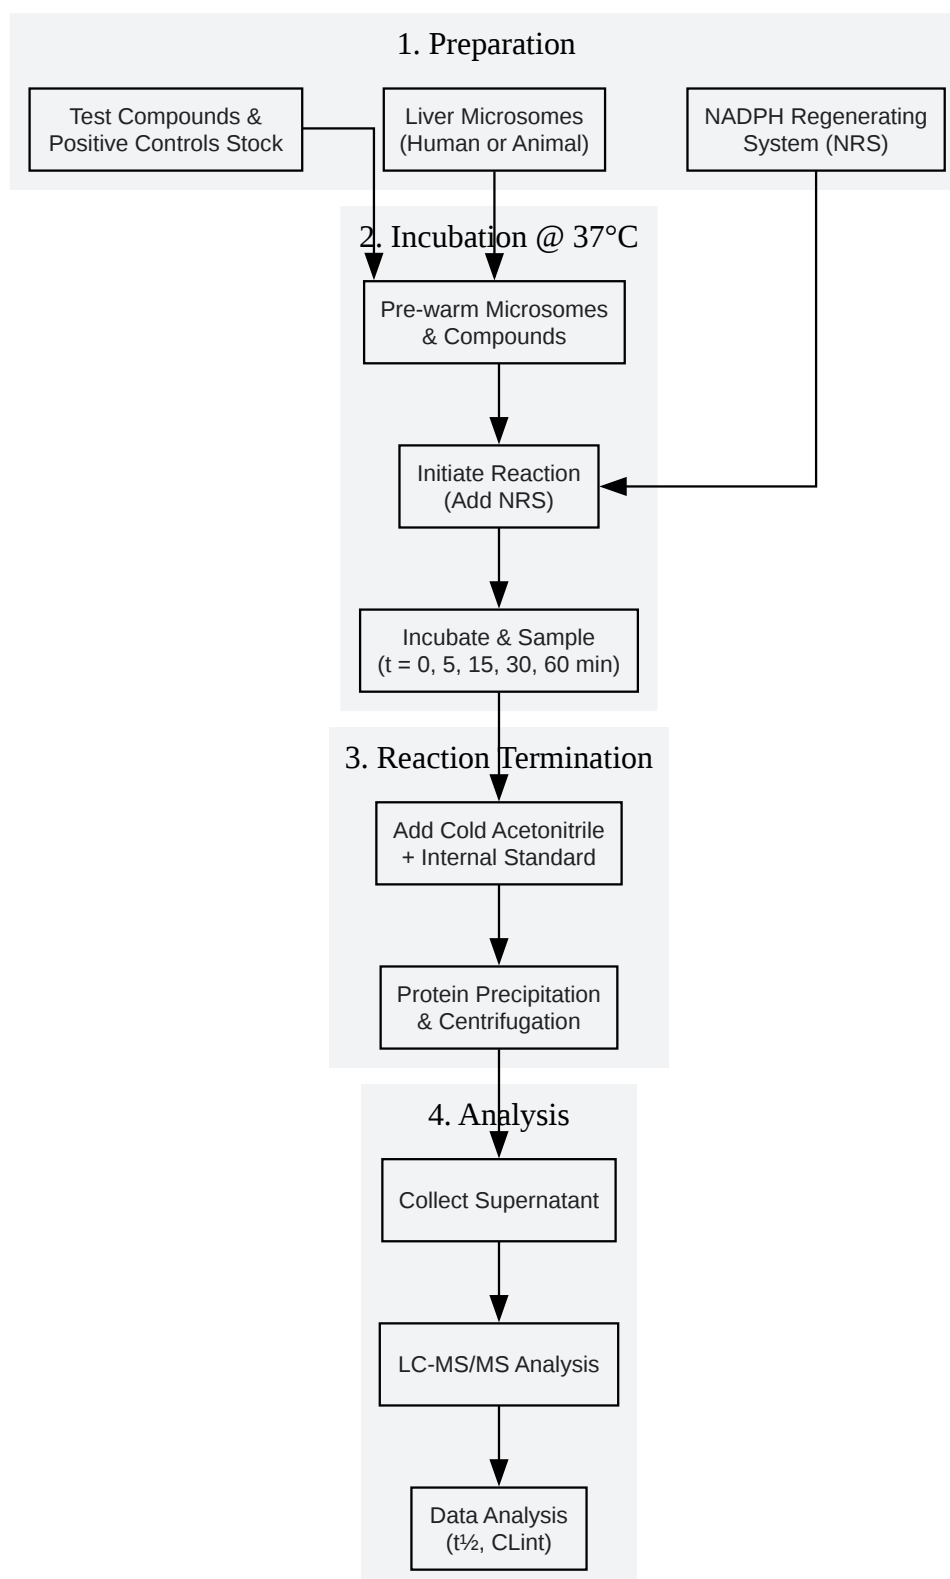 1. Preparation
Test Compounds &
Positive Controls Stock
Liver Microsomes
(Human or Animal)
NADPH Regenerating
System (NRS)
2. Incubation @ 37°C
Pre-warm Microsomes
& Compounds
Initiate Reaction
(Add NRS)
Incubate & Sample
(t = 0, 5, 15, 30, 60 min)
3. Reaction Termination
Add Cold Acetonitrile
+ Internal Standard
Protein Precipitation
& Centrifugation
4. Analysis
Collect Supernatant
LC-MS/MS Analysis
Data Analysis
(t½, CLint)